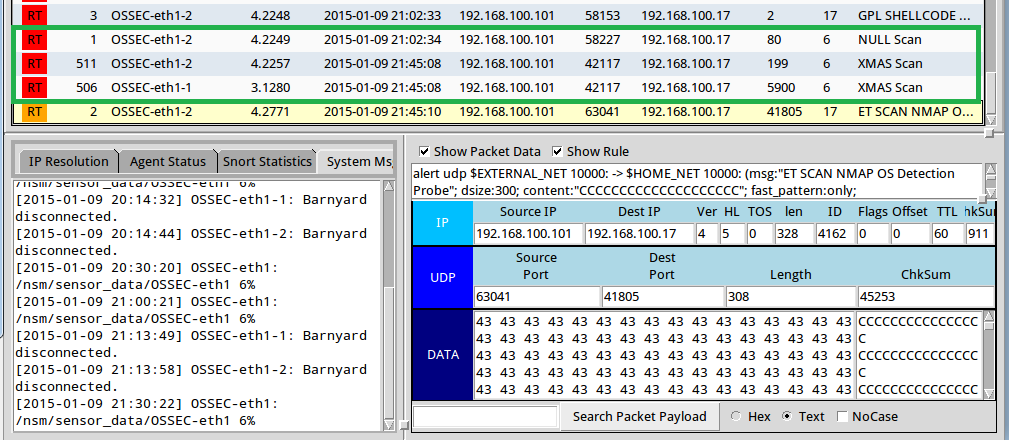 RT 3 OSSEC-eth1-2 4.2248 2015-01-09 21:02:33 192.168.100.101 58153 192.168.100.17 2 17 GPL SHELLCODE ...
RT 1 OSSEC-eth1-2 4.2249 2015-01-09 21:02:34 192.168.100.101 58227 192.168.100.17 80 6 NULL Scan
RT 511 OSSEC-eth1-2 4.2257 2015-01-09 21:45:08 192.168.100.101 42117 192.168.100.17 199 6 XMAS Scan
RT 506 OSSEC-eth1-1 3.1280 2015-01-09 21:45:08 192.168.100.101 42117 192.168.100.17 5900 6 XMAS Scan
RT 2 OSSEC-eth1-2 4.2771 2015-01-09 21:45:10 192.168.100.101 63041 192.168.100.17 41805 17 ET SCAN NMAP O...
IP Resolution Agent Status Snort Statistics System Msg
/nsm/sensor_data/OSSEC-eth1 6%
[2015-01-09 20:14:32] OSSEC-eth1-1: Barnyard
disconnected.
[2015-01-09 20:14:44] OSSEC-eth1-2: Barnyard
disconnected.
[2015-01-09 20:30:20] OSSEC-eth1:
/nsm/sensor_data/OSSEC-eth1 6%
[2015-01-09 21:00:21] OSSEC-eth1:
/nsm/sensor_data/OSSEC-eth1 6%
[2015-01-09 21:13:49] OSSEC-eth1-1: Barnyard
disconnected.
[2015-01-09 21:13:58] OSSEC-eth1-2: Barnyard
disconnected.
[2015-01-09 21:30:22] OSSEC-eth1:
/nsm/sensor_data/OSSEC-eth1 6%
Show Packet Data Show Rule
alert udp $EXTERNAL_NET 10000: -> $HOME_NET 10000: (msg:"ET SCAN NMAP OS Detection
Probe"; dsize:300; content:"CCCCCCCCCCCCCCCCCCCC"; fast_pattern:only;
IP
Source IP Dest IP Ver HL TOS len ID Flags Offset TTL hkSum
192.168.100.101 192.168.100.17 4 5 0 328 4162 0 0 60 911
UDP
Source Port Dest Port Length ChkSum
63041 41805 308 45253
DATA
43 43 43 43 43 43 43 43 43 43 43 43 43 43 43 43 CCCCCCCCCCCCCCC
43 43 43 43 43 43 43 43 43 43 43 43 43 43 43 43 C
43 43 43 43 43 43 43 43 43 43 43 43 43 43 43 43 CCCCCCCCCCCCCCC
43 43 43 43 43 43 43 43 43 43 43 43 43 43 43 43 C
43 43 43 43 43 43 43 43 43 43 43 43 43 43 43 43 CCCCCCCCCCCCCCC
Search Packet Payload Hex Text NoCase